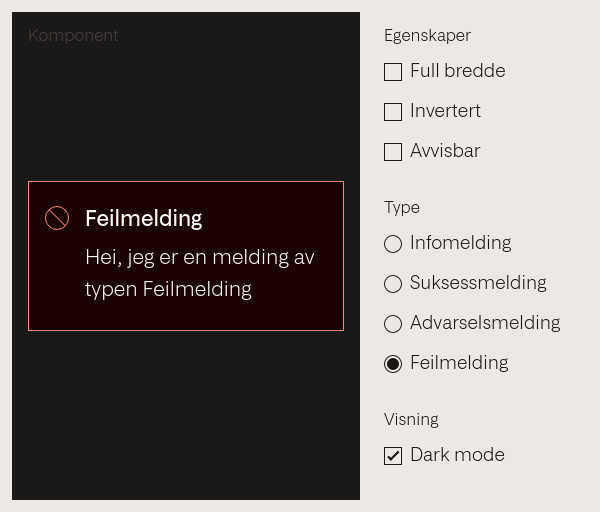 Komponent
Feilmelding
Hei, jeg er en melding av
typen Feilmelding
Egenskaper
Full bredde
Invertert
Avvisbar
Type
Infomelding
Suksessmelding
Advarselsmelding
Feilmelding
Visning
Dark mode